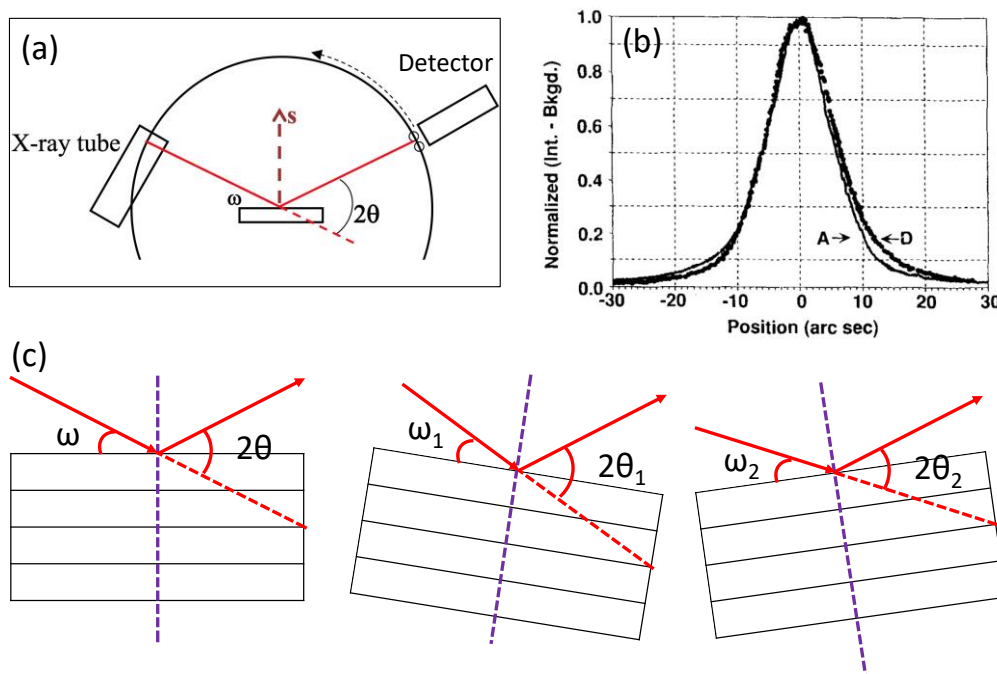 (a)
Detector
X-ray tube
s
ω
2θ
(b)
Normalized (Int. - Bkgd.)
1.0
0.8
0.6
0.4
0.2
0.0
A
D
-30
-20
-10
0
10
20
30
Position (arc sec)
(c)
ω
2θ
ω₁
2θ₁
ω₂
2θ₂